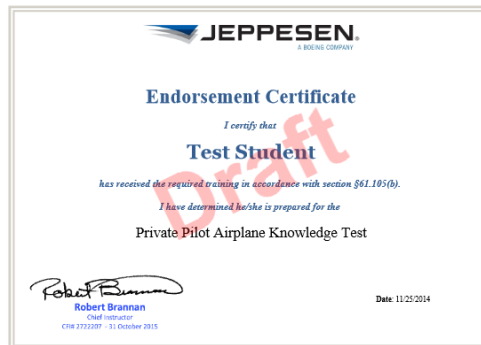 JEPPESEN.
A BOEING COMPANY
Endorsement Certificate
I certify that
Test Student
has received the required training in accordance with section §61.105(b).
I have determined he/she is prepared for the
Private Pilot Airplane Knowledge Test
Draft
Robert Brannan
Robert Brannan
Chief Instructor
CFI# 2722207 - 31 October 2015
Date: 11/25/2014